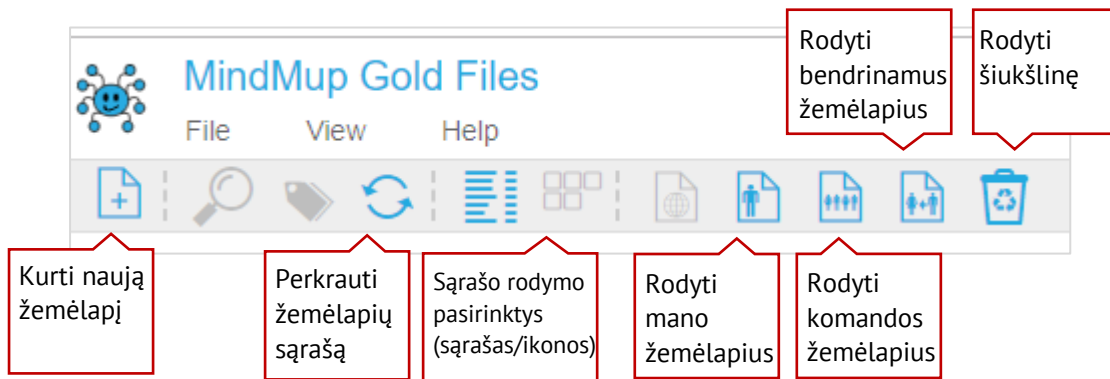 Rodyti
bendrinamus
žemėlapius
Rodyti
šiukšlinę
MindMup Gold Files
File View Help
Kurti naują
žemėlapį
Perkrauti
žemėlapių
sąrašą
Sąrašo rodymo
pasirinktys
(sąrašas/ikonos)
Rodyti
mano
žemėlapius
Rodyti
komandos
žemėlapius